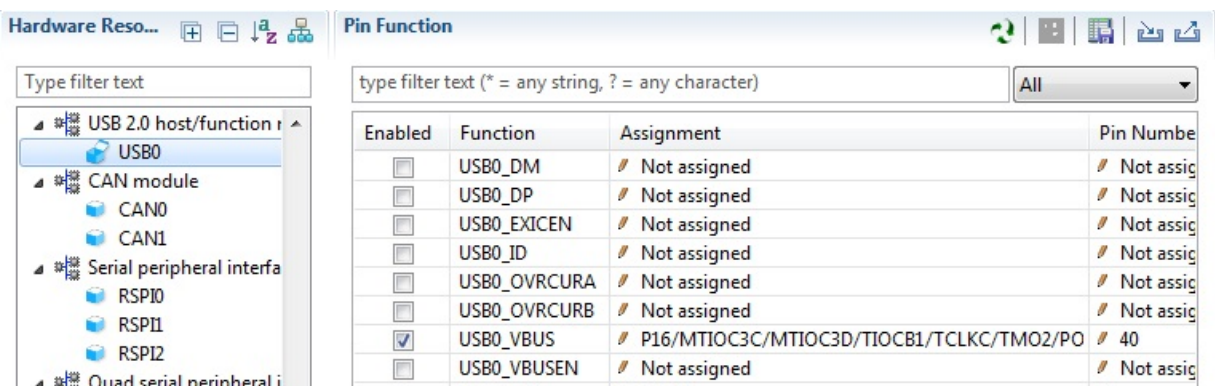 Hardware Reso...
Type filter text
USB 2.0 host/function
USB0
CAN module
CAN0
CAN1
Serial peripheral interfa
RSPI0
RSPI1
RSPI2
Quad serial peripheral i
Pin Function
type filter text (* = any string, ? = any character)
All
Enabled Function Assignment Pin Numbe
USB0_DM Not assigned Not assig
USB0_DP Not assigned Not assig
USB0_EXICEN Not assigned Not assig
USB0_ID Not assigned Not assig
USB0_OVRCURA Not assigned Not assig
USB0_OVRCURB Not assigned Not assig
USB0_VBUS P16/MTIOC3C/MTIOC3D/TIOCB1/TCLKC/TMO2/PO 40
USB0_VBUSEN Not assigned Not assig